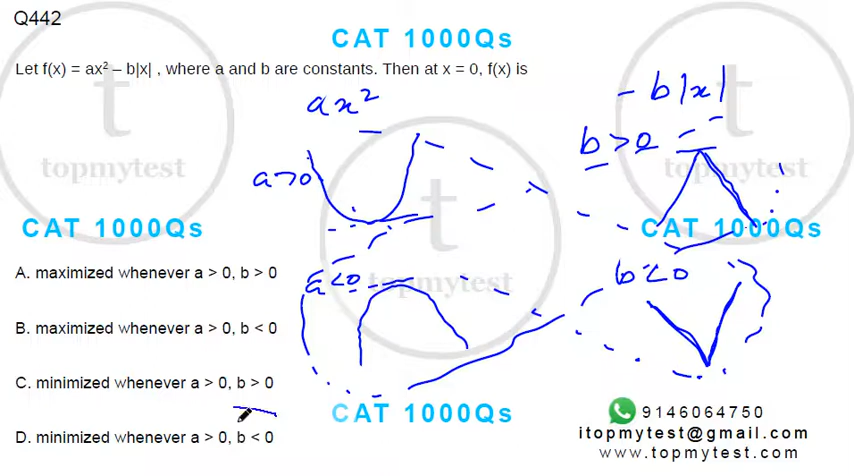 Q442
CAT 1000Qs
Let f(x) = ax² – b|x| , where a and b are constants. Then at x = 0, f(x) is
ax²
- b|x|
b>0
a>0
t
topmytest
t
topmytest
t
topmytest
CAT 1000Qs
CAT 1000Qs
A. maximized whenever a > 0, b > 0
a<0
b<0
B. maximized whenever a > 0, b < 0
C. minimized whenever a > 0, b > 0
CAT 1000Qs
9146064750
itopmytest@gmail.com
www.topmytest.com
D. minimized whenever a > 0, b < 0